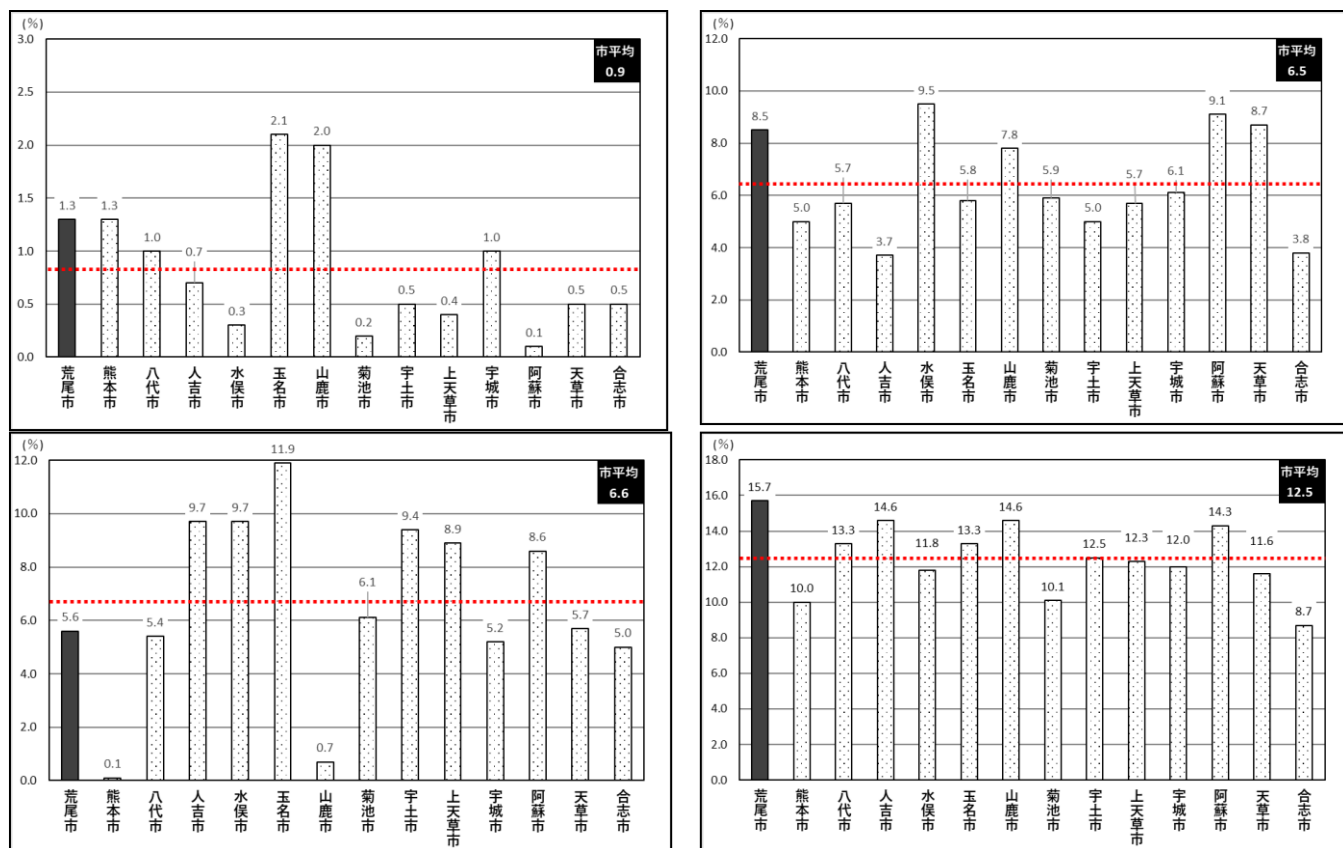 (%)
市平均
0.9
3.0
2.5
2.0
1.5
1.0
0.5
0.0
1.3
1.3
1.0
0.7
0.3
2.1
2.0
0.2
0.5
0.4
1.0
0.1
0.5
0.5
荒尾市
熊本市
八代市
人吉市
水俣市
玉名市
山鹿市
菊池市
宇土市
上天草市
宇城市
阿蘇市
天草市
合志市
(%)
市平均
6.5
12.0
10.0
8.0
6.0
4.0
2.0
0.0
8.5
5.0
5.7
3.7
9.5
5.8
7.8
5.9
5.0
5.7
6.1
9.1
8.7
3.8
荒尾市
熊本市
八代市
人吉市
水俣市
玉名市
山鹿市
菊池市
宇土市
上天草市
宇城市
阿蘇市
天草市
合志市
(%)
市平均
6.6
12.0
10.0
8.0
6.0
4.0
2.0
0.0
5.6
0.1
5.4
9.7
9.7
11.9
0.7
6.1
9.4
8.9
5.2
8.6
5.7
5.0
荒尾市
熊本市
八代市
人吉市
水俣市
玉名市
山鹿市
菊池市
宇土市
上天草市
宇城市
阿蘇市
天草市
合志市
(%)
市平均
12.5
18.0
16.0
14.0
12.0
10.0
8.0
6.0
4.0
2.0
0.0
15.7
10.0
13.3
14.6
11.8
13.3
14.6
10.1
12.5
12.3
12.0
14.3
11.6
8.7
荒尾市
熊本市
八代市
人吉市
水俣市
玉名市
山鹿市
菊池市
宇土市
上天草市
宇城市
阿蘇市
天草市
合志市